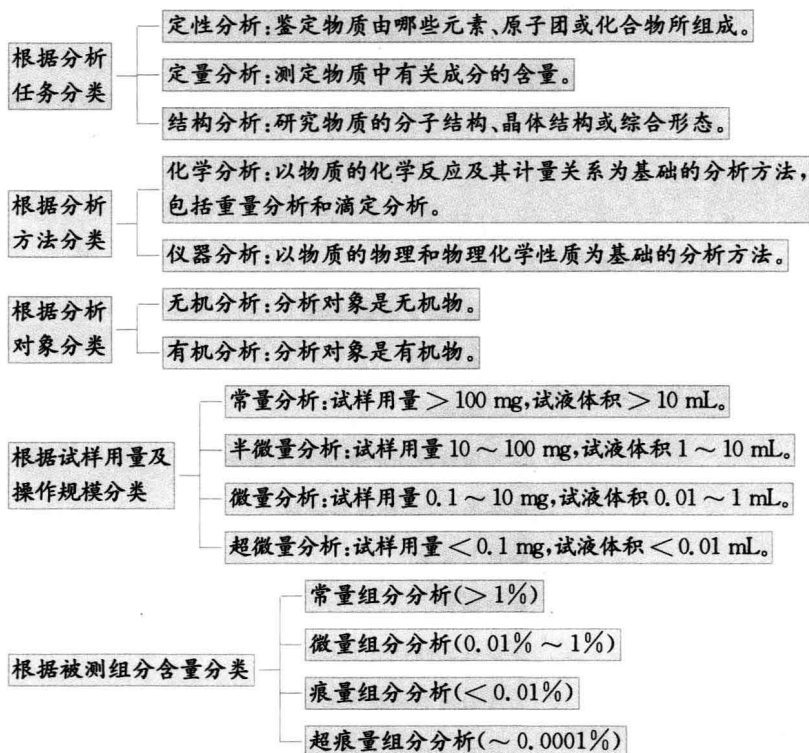 根据分析
任务分类
定性分析:鉴定物质由哪些元素、原子团或化合物所组成。
定量分析:测定物质中有关成分的含量。
结构分析:研究物质的分子结构、晶体结构或综合形态。
根据分析
方法分类
化学分析:以物质的化学反应及其计量关系为基础的分析方法,
包括重量分析和滴定分析。
仪器分析:以物质的物理和物理化学性质为基础的分析方法。
根据分析
对象分类
无机分析:分析对象是无机物。
有机分析:分析对象是有机物。
根据试样用量及
操作规模分类
常量分析:试样用量＞100 mg,试液体积＞10 mL。
半微量分析:试样用量 10～100 mg,试液体积 1～10 mL。
微量分析:试样用量 0.1～10 mg,试液体积 0.01～1 mL。
超微量分析:试样用量＜0.1 mg,试液体积＜0.01 mL。
根据被测组分含量分类
常量组分分析(＞1%)
微量组分分析(0.01%～1%)
痕量组分分析(＜0.01%)
超痕量组分分析(～0.0001%)